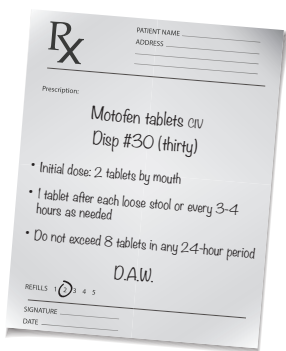 Rx
PATIENT NAME
ADDRESS
Prescription:
Motofen tablets CIV
Disp #30 (thirty)
• Initial dose: 2 tablets by mouth
• 1 tablet after each loose stool or every 3-4
hours as needed
• Do not exceed 8 tablets in any 24-hour period
D.A.W.
REFILLS 1 2 3 4 5
SIGNATURE
DATE